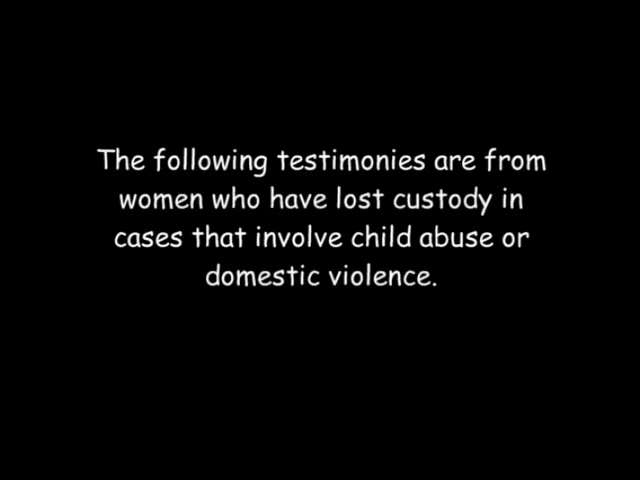 The following testimonies are from
women who have lost custody in
cases that involve child abuse or
domestic violence.